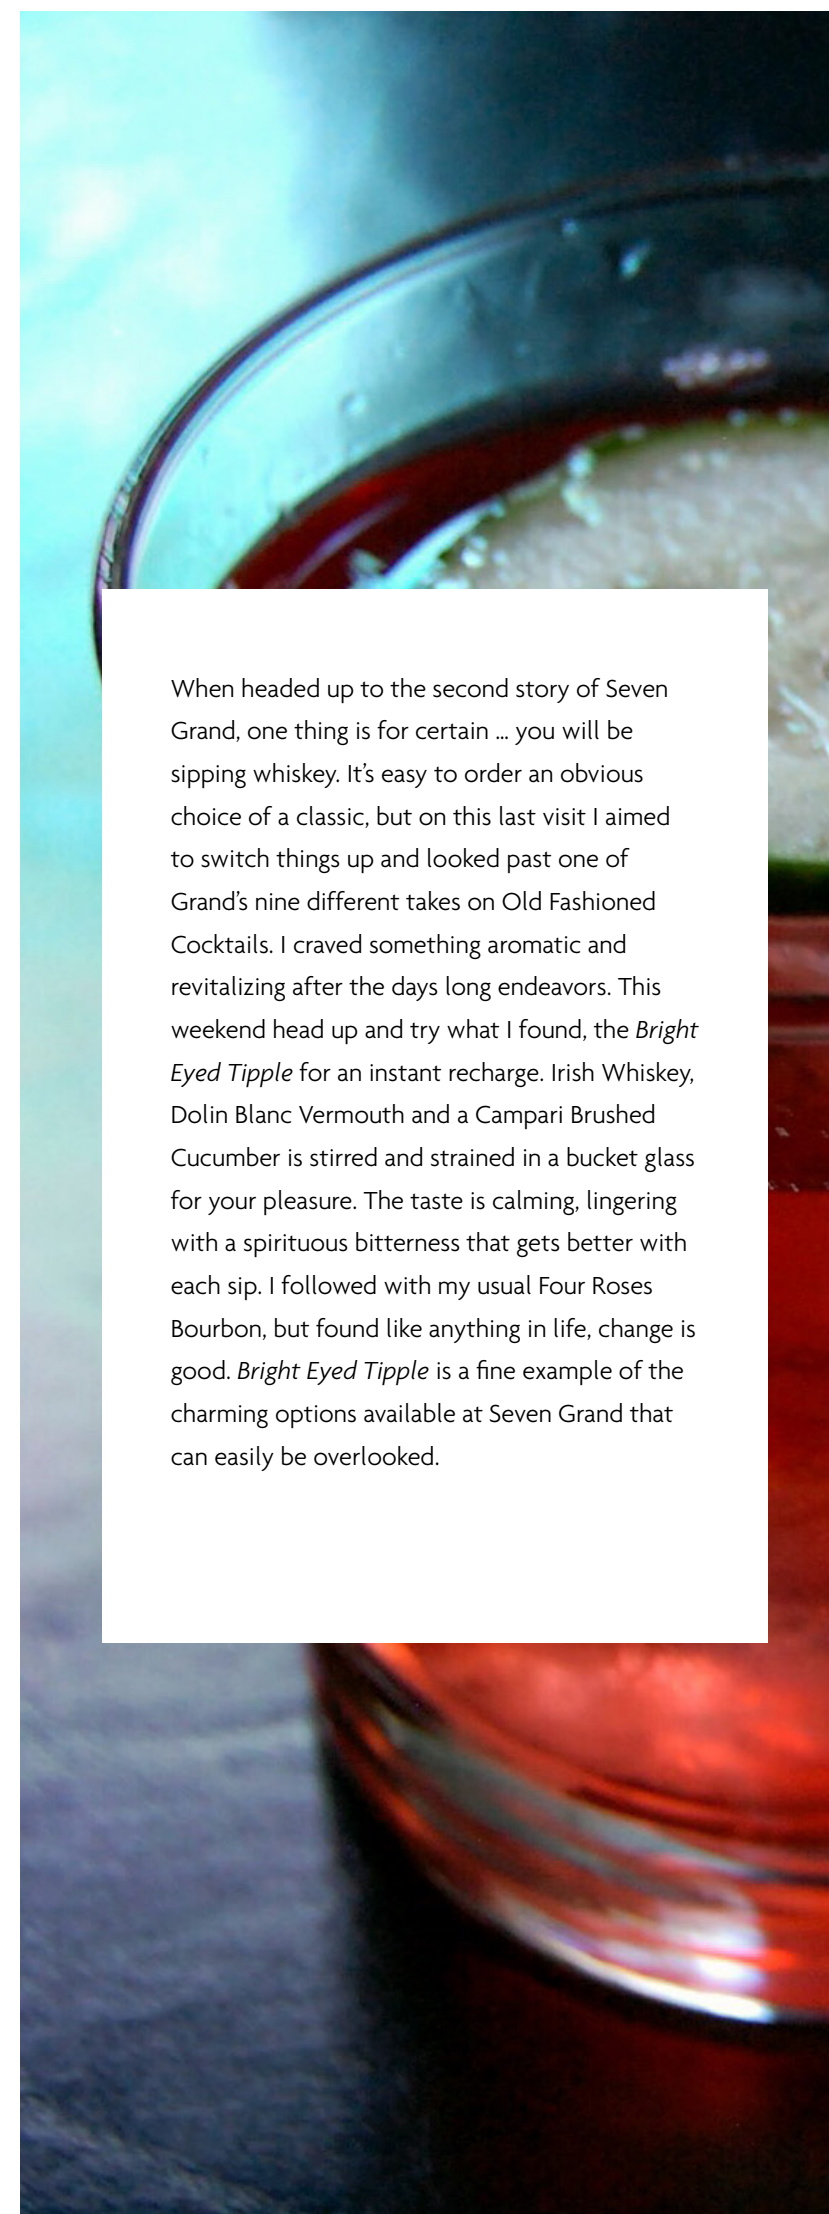 When headed up to the second story of Seven
Grand, one thing is for certain ... you will be
sipping whiskey. It’s easy to order an obvious
choice of a classic, but on this last visit I aimed
to switch things up and looked past one of
Grand’s nine different takes on Old Fashioned
Cocktails. I craved something aromatic and
revitalizing after the days long endeavors. This
weekend head up and try what I found, the Bright
Eyed Tipple for an instant recharge. Irish Whiskey,
Dolin Blanc Vermouth and a Campari Brushed
Cucumber is stirred and strained in a bucket glass
for your pleasure. The taste is calming, lingering
with a spirituous bitterness that gets better with
each sip. I followed with my usual Four Roses
Bourbon, but found like anything in life, change is
good. Bright Eyed Tipple is a fine example of the
charming options available at Seven Grand that
can easily be overlooked.